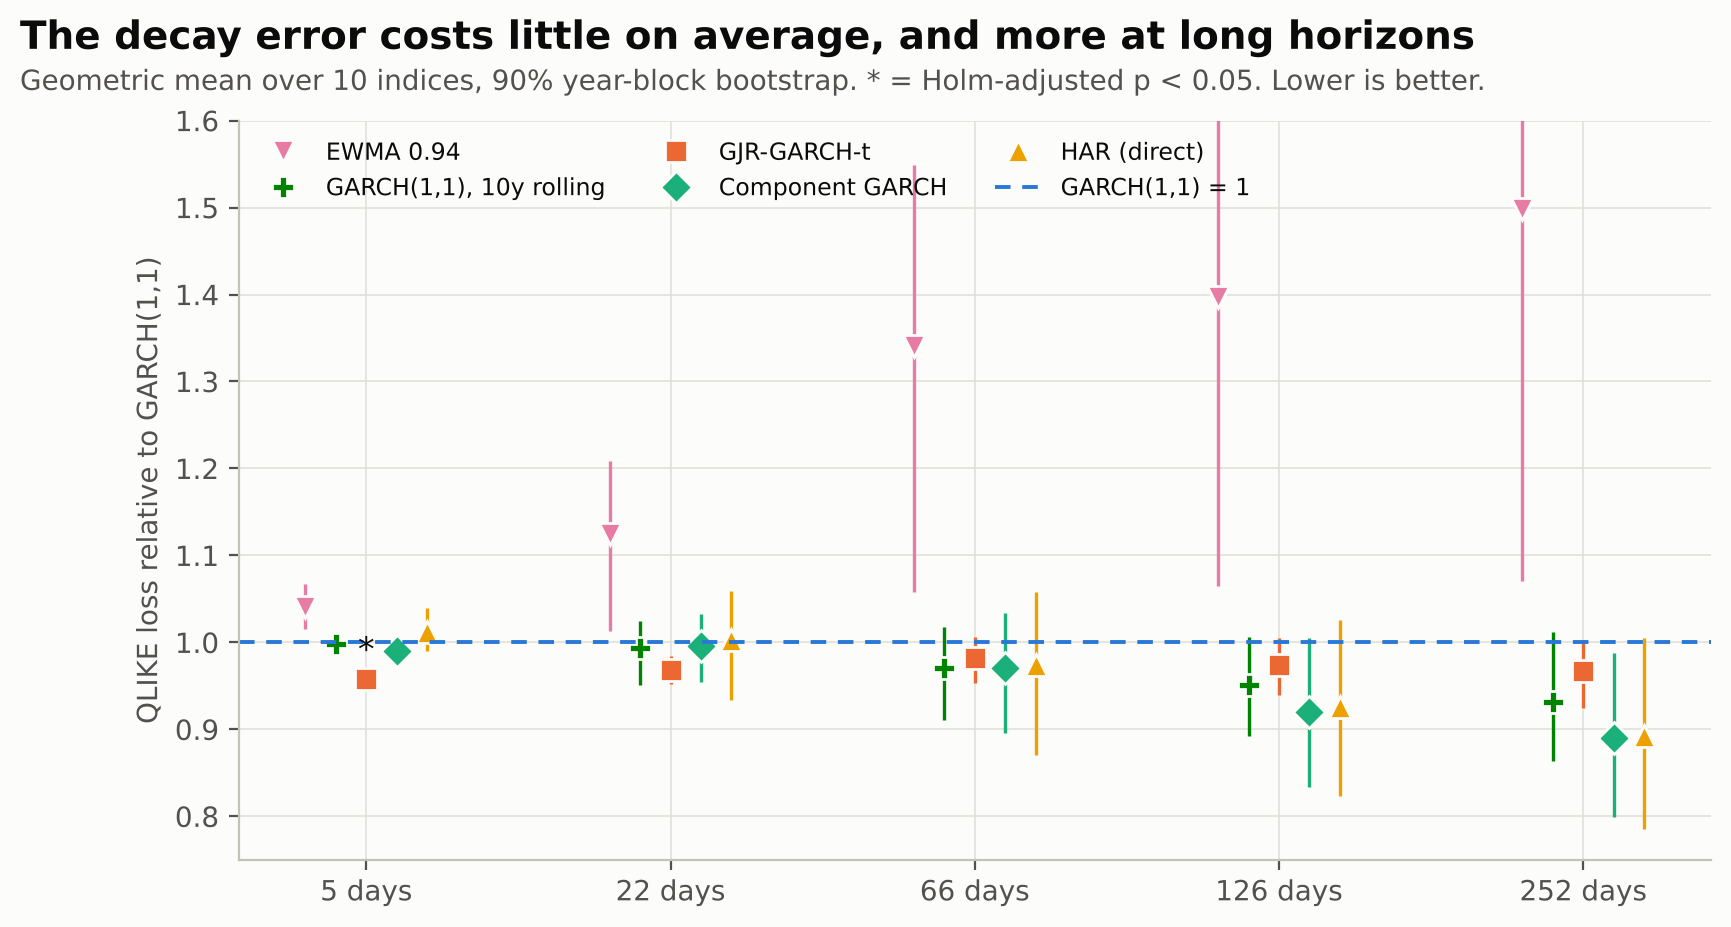 The decay error costs little on average, and more at long horizons
Geometric mean over 10 indices, 90% year-block bootstrap. * = Holm-adjusted p < 0.05. Lower is better.
QLIKE loss relative to GARCH(1,1)
1.6
1.5
1.4
1.3
1.2
1.1
1.0
0.9
0.8
EWMA 0.94
GJR-GARCH-t
HAR (direct)
GARCH(1,1), 10y rolling
Component GARCH
GARCH(1,1) = 1
*
5 days
22 days
66 days
126 days
252 days